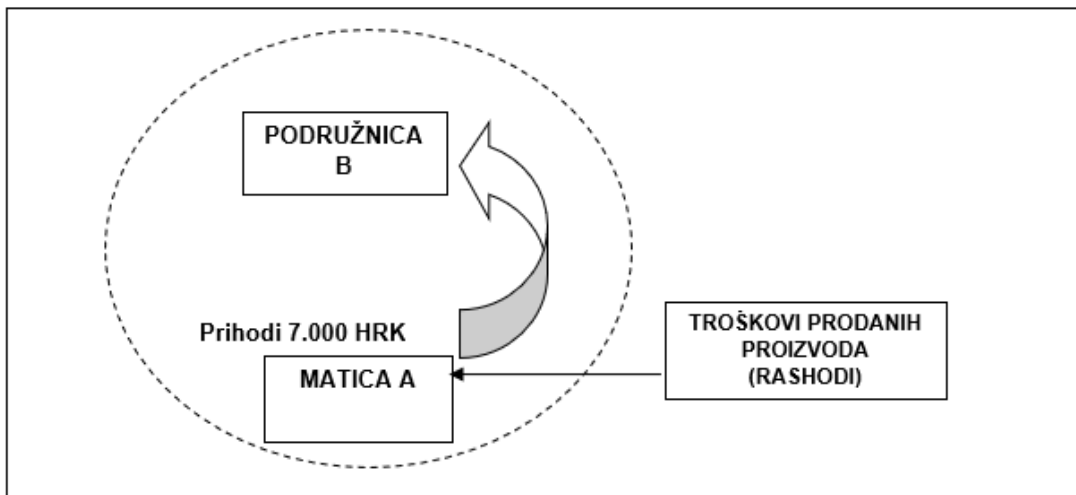 PODRUŽNICA
B
Prihodi 7.000 HRK
MATICA A
TROŠKOVI PRODANIH
PROIZVODA
(RASHODI)